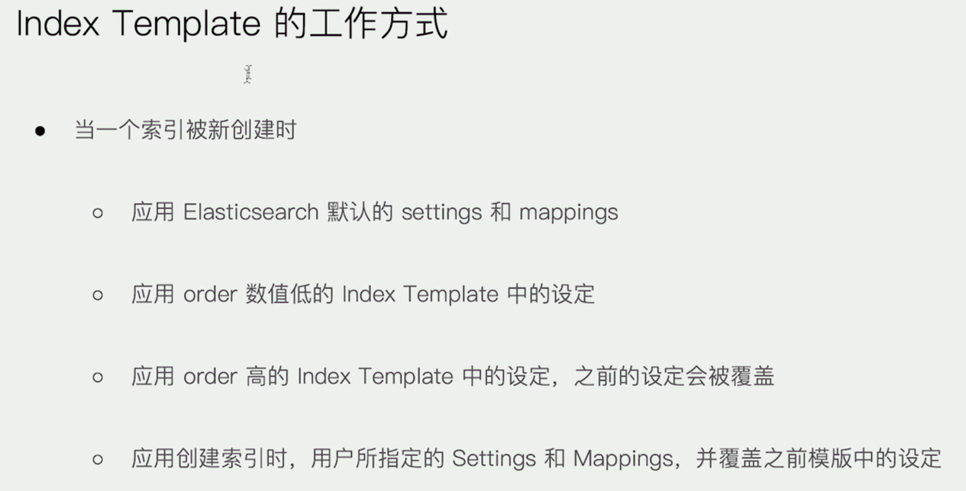 Index Template 的工作方式
当一个索引被新创建时
应用 Elasticsearch 默认的 settings 和 mappings
应用 order 数值低的 Index Template 中的设定
应用 order 高的 Index Template 中的设定，之前的设定会被覆盖
应用创建索引时，用户所指定的 Settings 和 Mappings，并覆盖之前模版中的设定